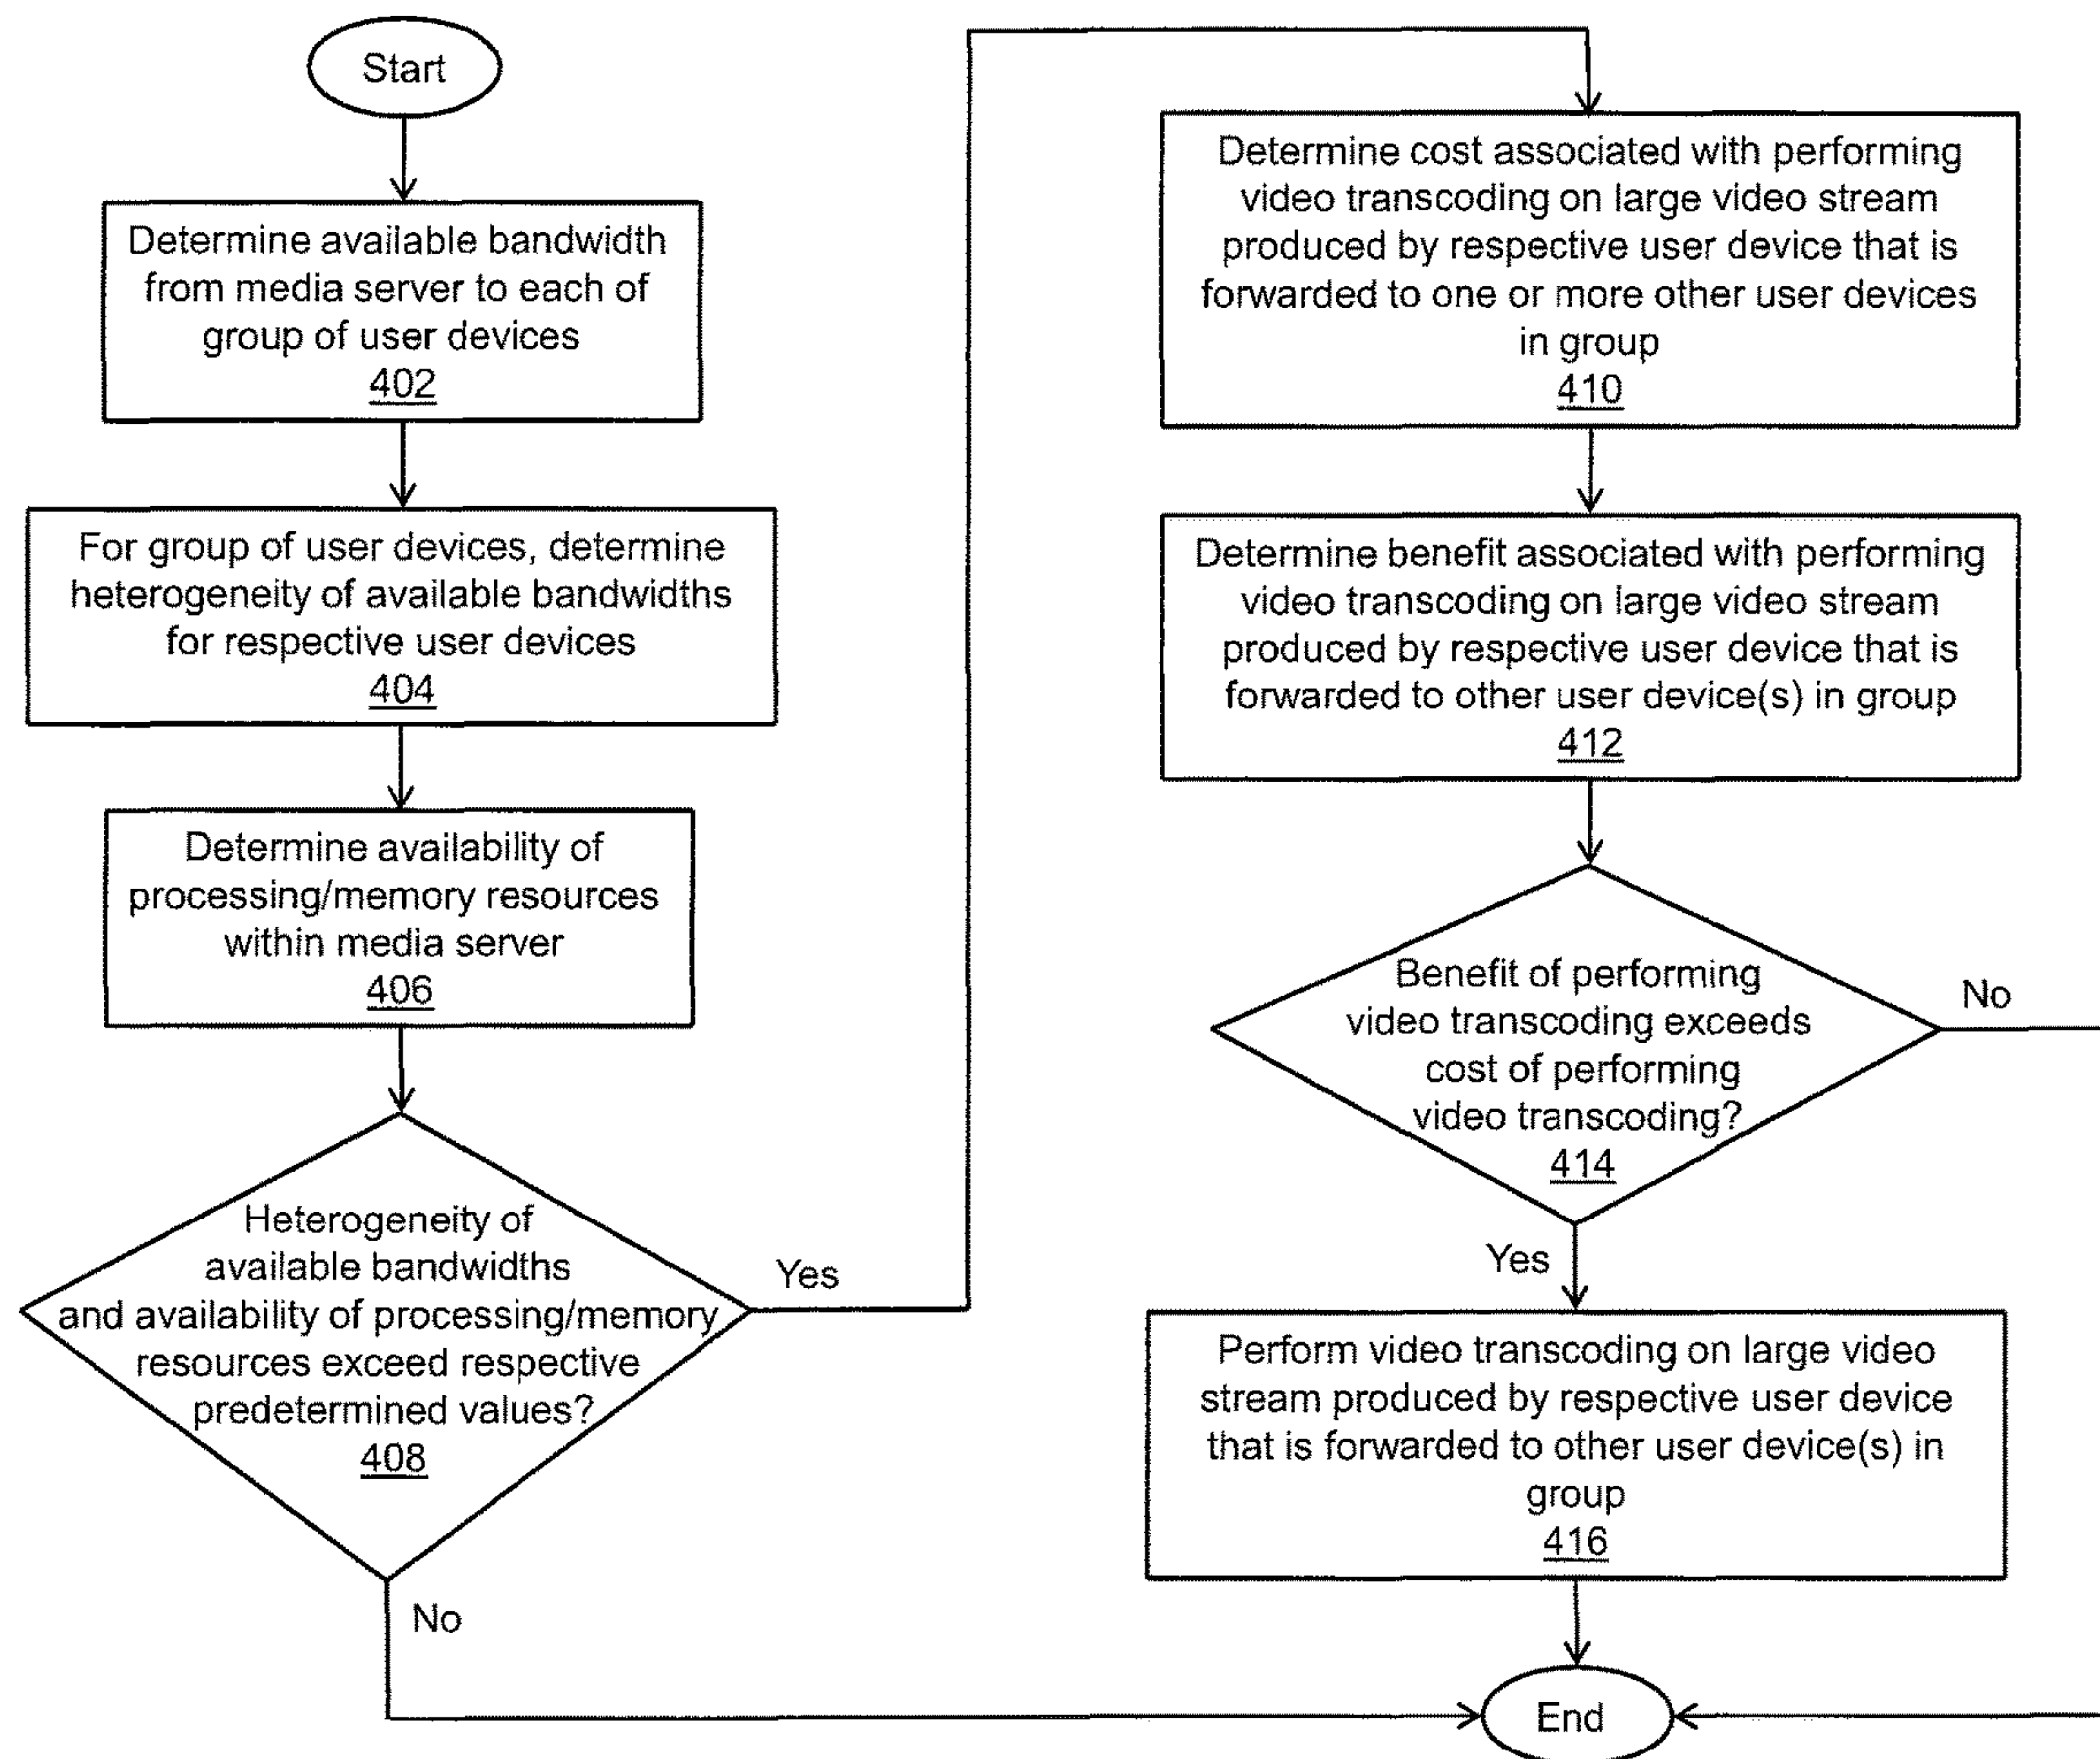 Start
Determine available bandwidth
from media server to each of
group of user devices
402
For group of user devices, determine
heterogeneity of available bandwidths
for respective user devices
404
Determine availability of
processing/memory resources
within media server
406
Heterogeneity of
available bandwidths
and availability of processing/memory
resources exceed respective
predetermined values?
408
Yes
No
Determine cost associated with performing
video transcoding on large video stream
produced by respective user device that is
forwarded to one or more other user devices
in group
410
Determine benefit associated with performing
video transcoding on large video stream
produced by respective user device that is
forwarded to other user device(s) in group
412
Benefit of performing
video transcoding exceeds
cost of performing
video transcoding?
414
No
Yes
Perform video transcoding on large video
stream produced by respective user device
that is forwarded to other user device(s) in
group
416
End